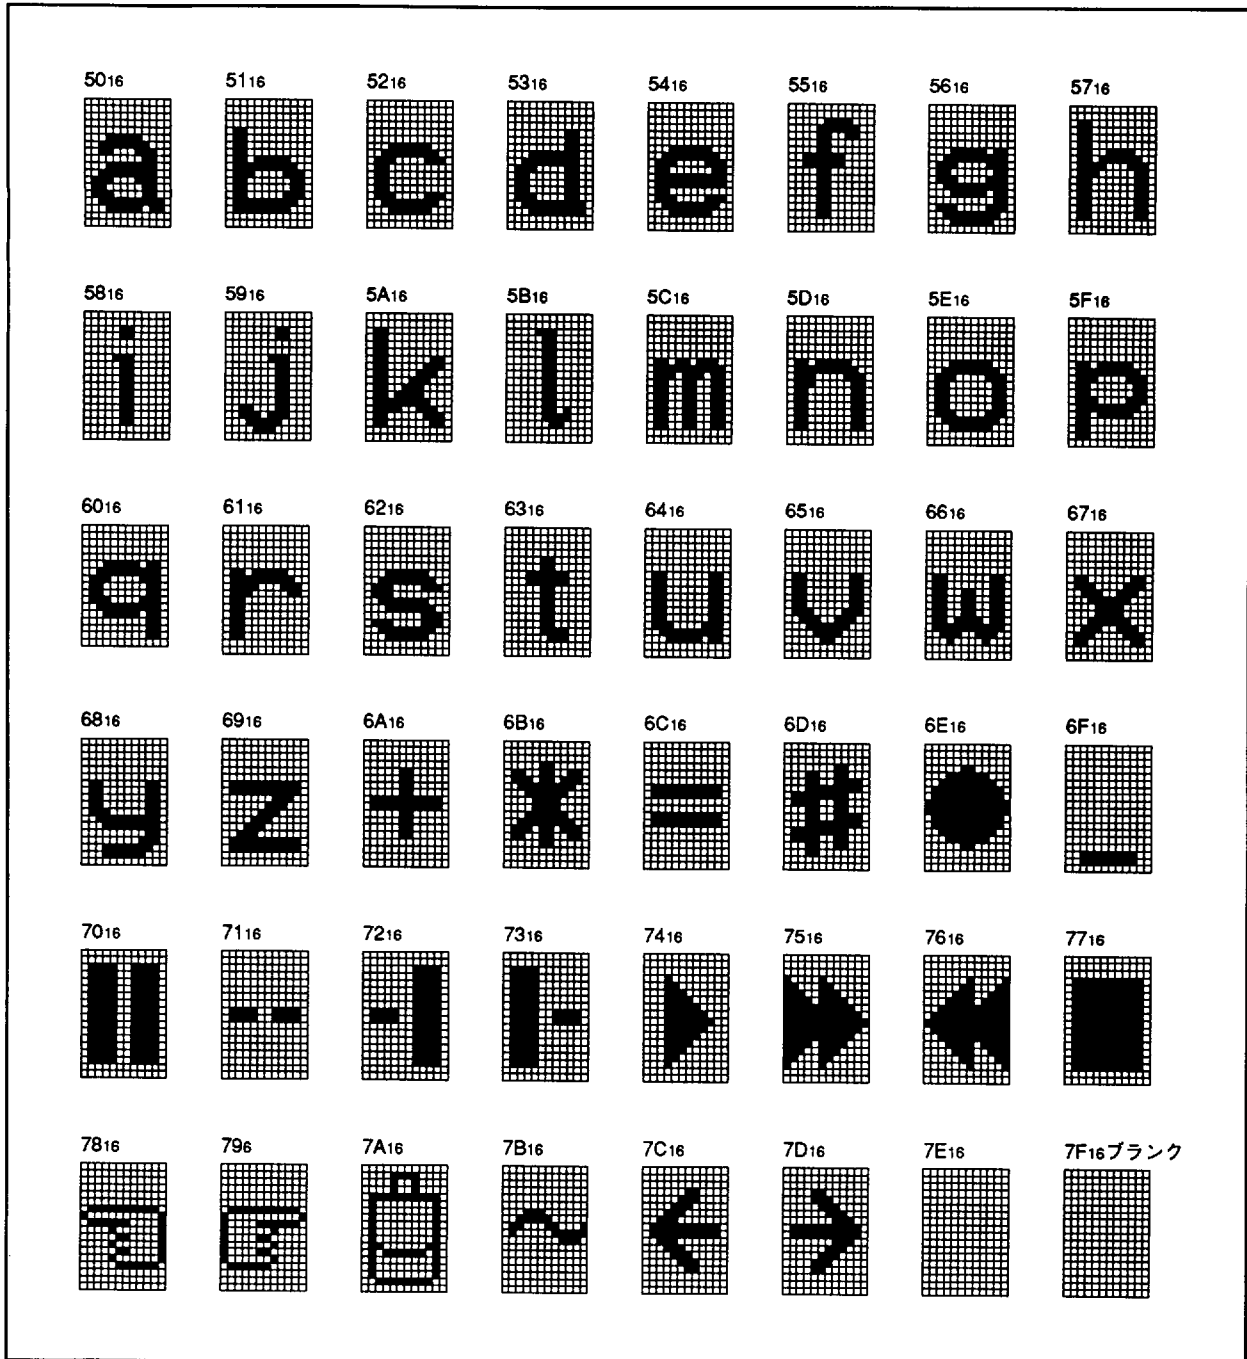 5016 5116 5216 5316 5416 5516 5616 5716
a b c d e f g h
5816 5916 5A16 5B16 5C16 5D16 5E16 5F16
i j k l m n o p
6016 6116 6216 6316 6416 6516 6616 6716
q r s t u v w x
6816 6916 6A16 6B16 6C16 6D16 6E16 6F16
y z + * = # ● _
7016 7116 7216 7316 7416 7516 7616 7716
7816 796 7A16 7B16 7C16 7D16 7E16 7F16ブランク
~ ← →